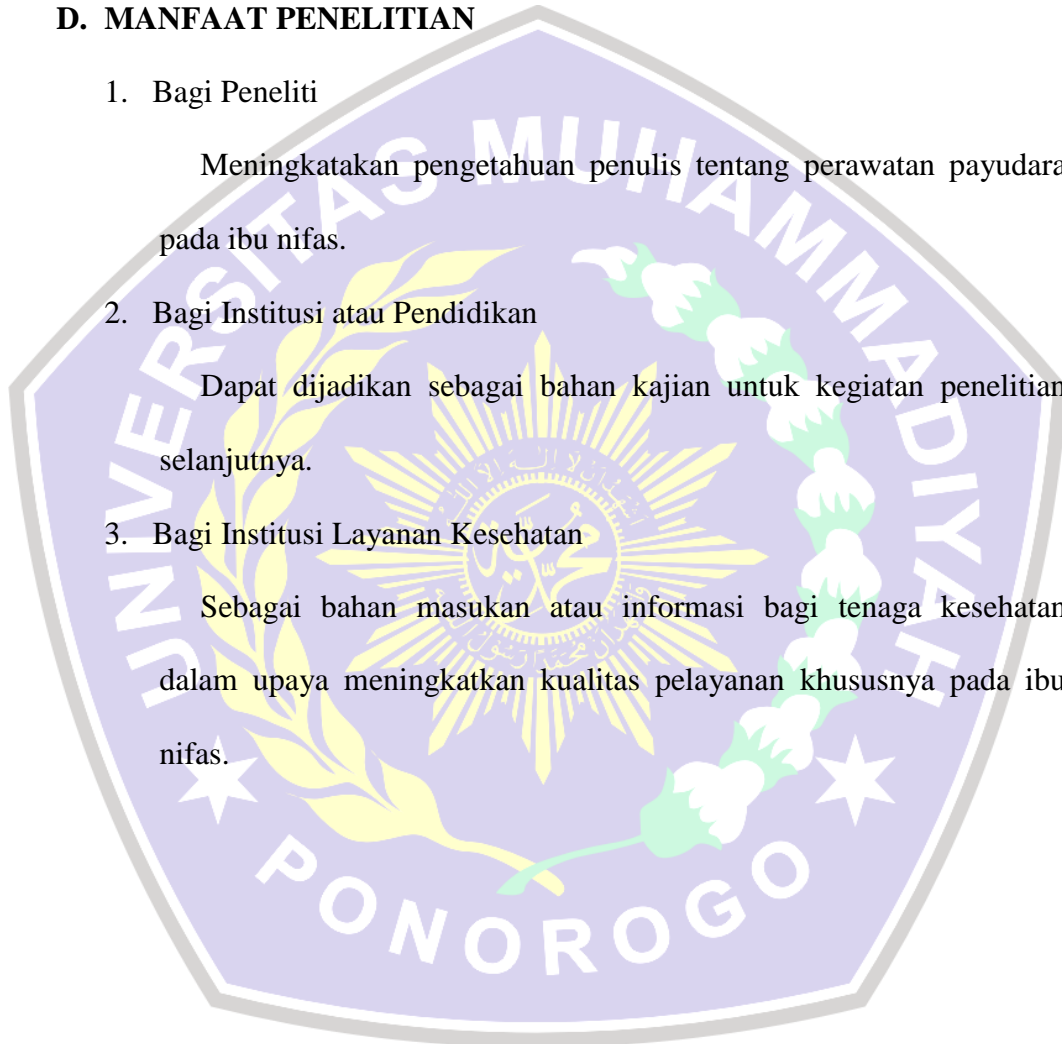 D. MANFAAT PENELITIAN
1. Bagi Peneliti
Meningkatakan pengetahuan penulis tentang perawatan payudara
pada ibu nifas.
2. Bagi Institusi atau Pendidikan
Dapat dijadikan sebagai bahan kajian untuk kegiatan penelitian
selanjutnya.
3. Bagi Institusi Layanan Kesehatan
Sebagai bahan masukan atau informasi bagi tenaga kesehatan
dalam upaya meningkatkan kualitas pelayanan khususnya pada ibu
nifas.
UNIVERSITAS MUHAMMADIYAH
PONOROGO